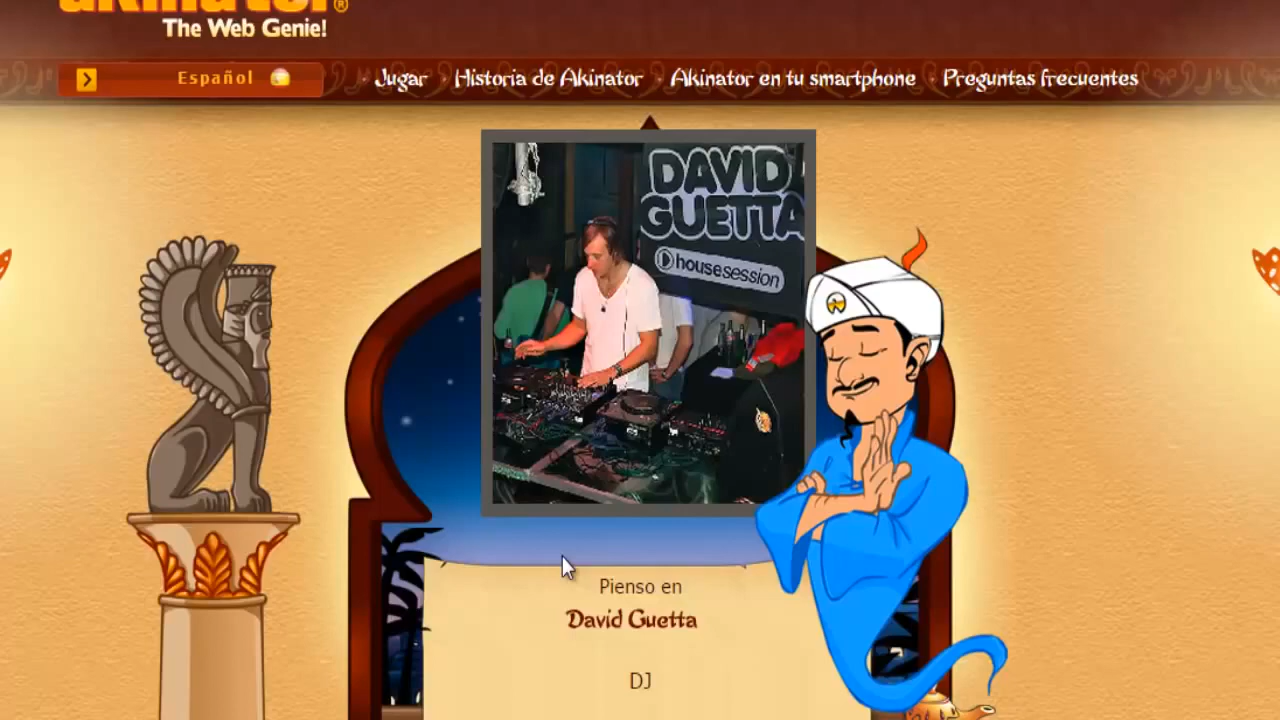 akinator®
The Web Genie!
Español
Jugar
Historia de Akinator
Akinator en tu smartphone
Preguntas frecuentes
DAVID
GUETTA
housesession
Pienso en
David Guetta
DJ